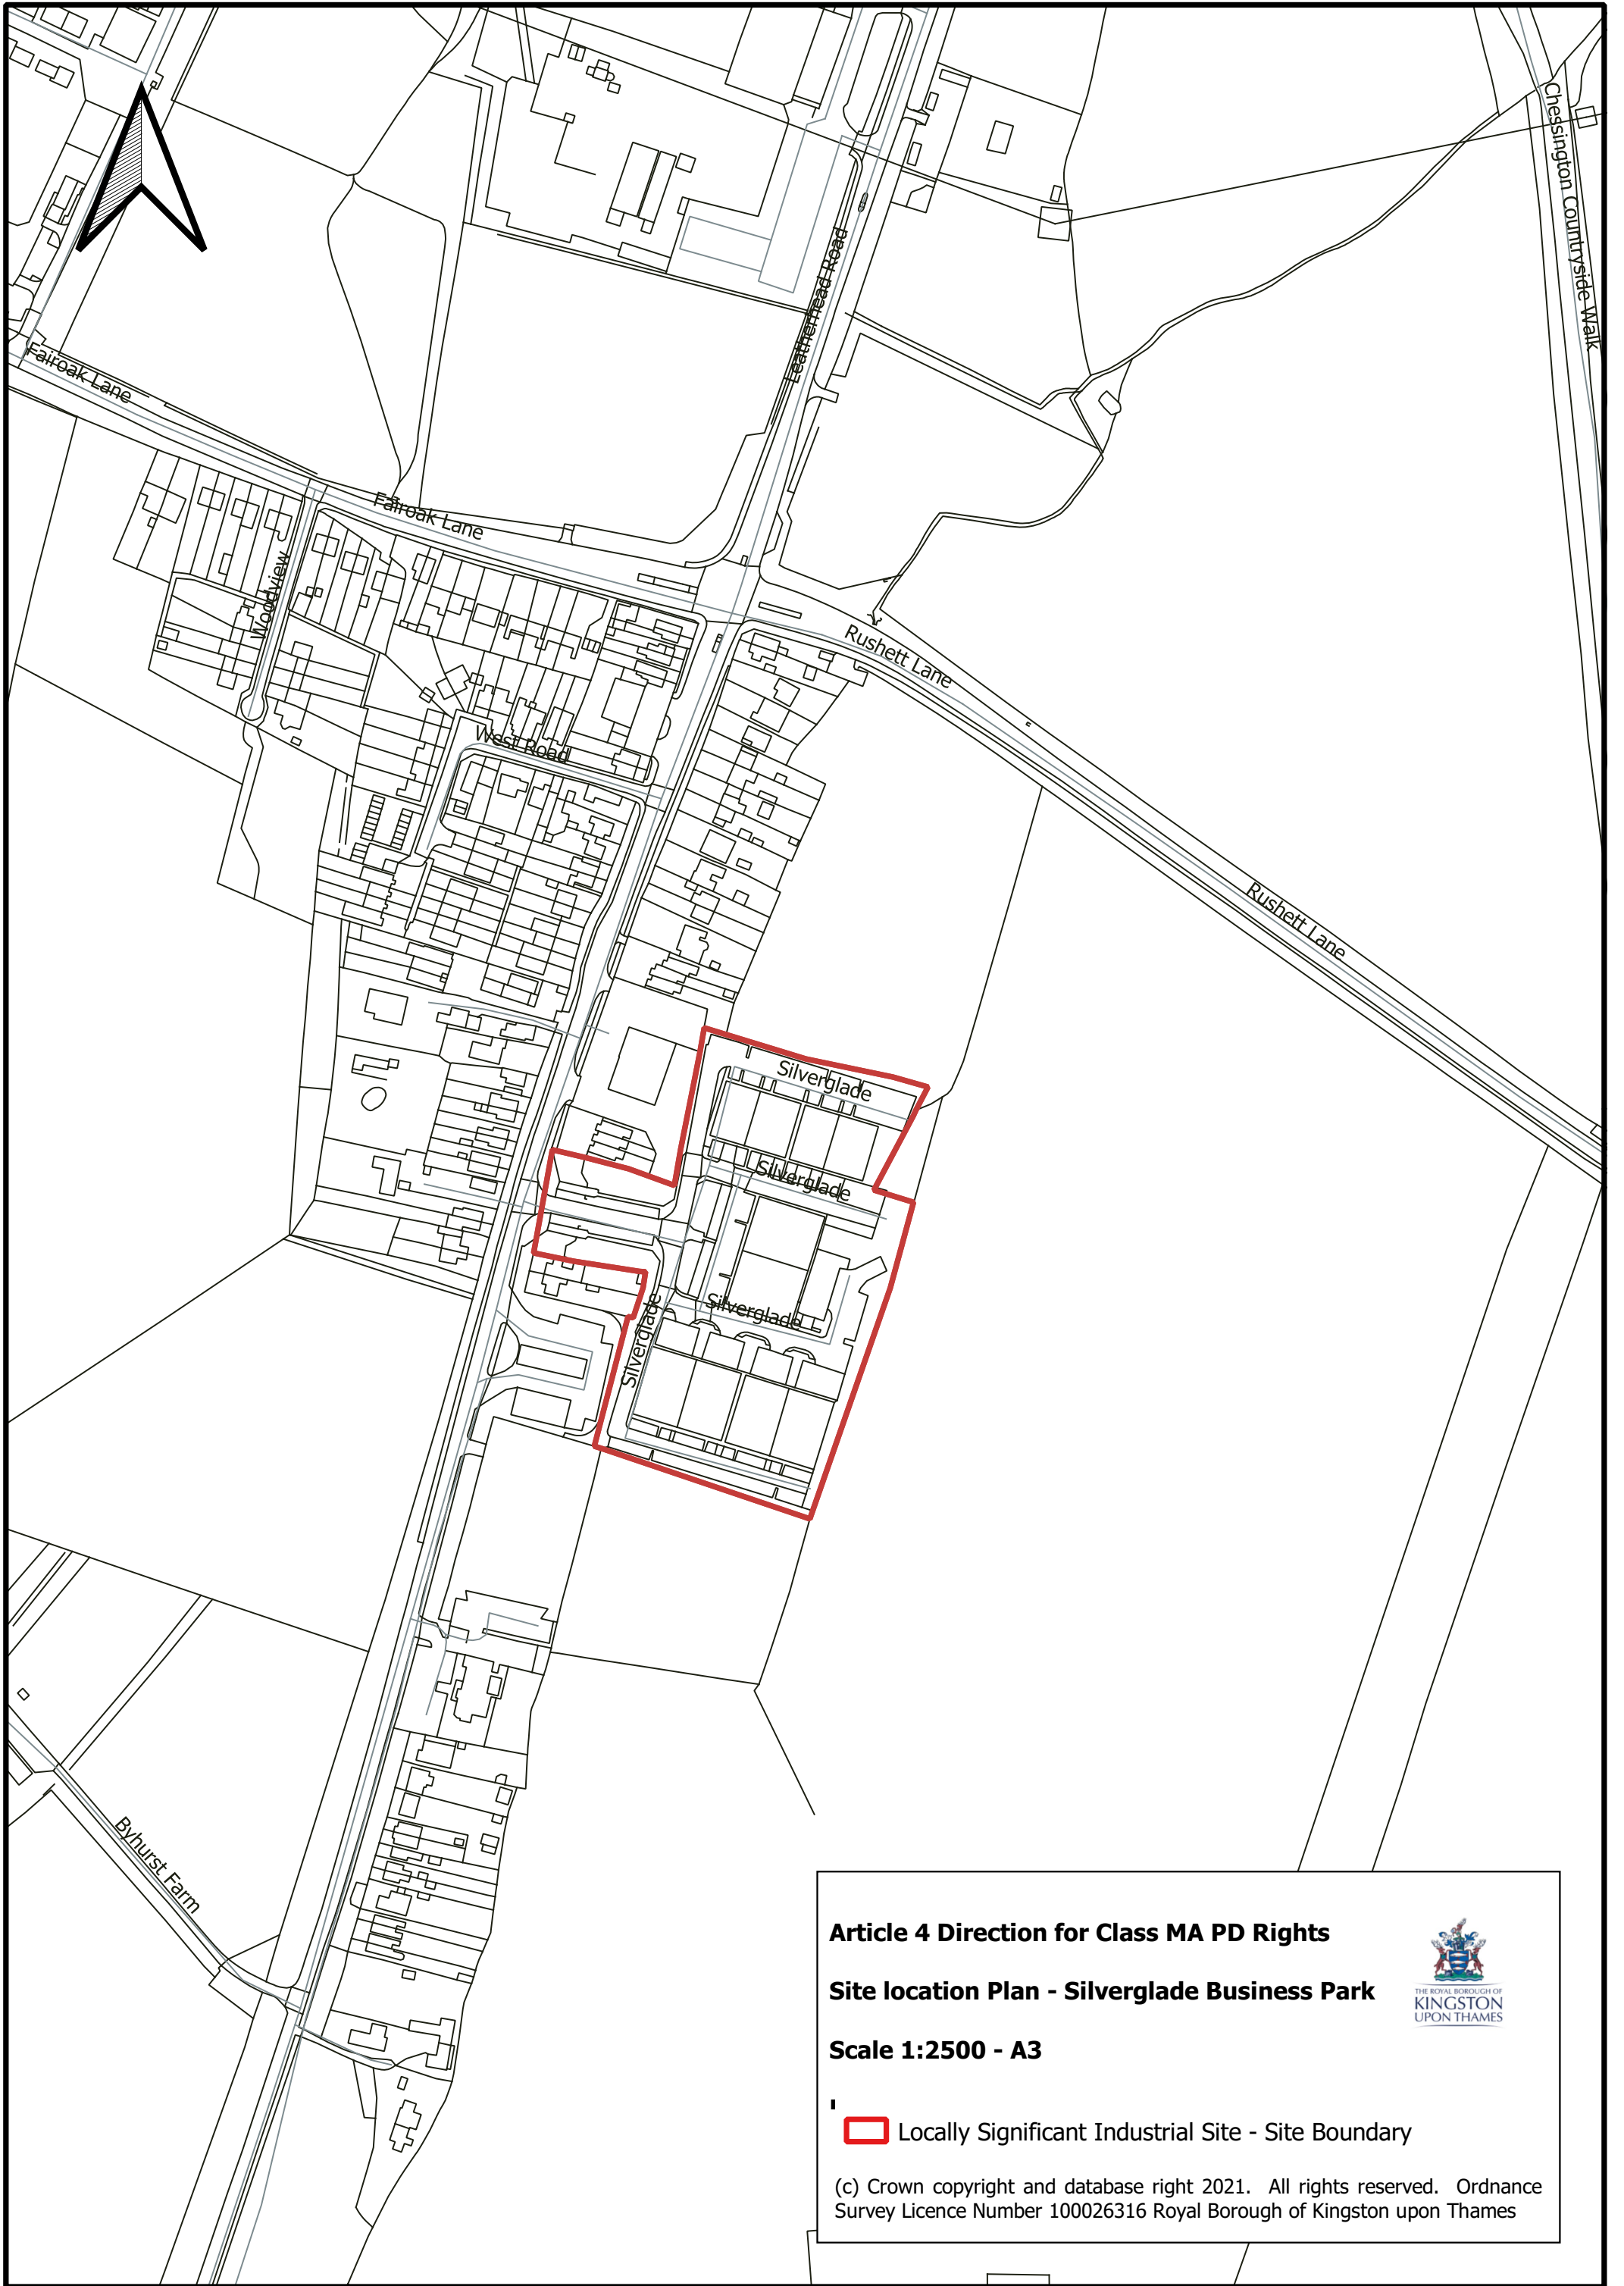 Chessington Countryside Walk
Leatherhead Road
Fairoak Lane
Fairoak Lane
Woodview
Rushett Lane
West Road
Rushett Lane
Silverglade
Silverglade
Silverglade
Silverglade
Byhurst Farm
Article 4 Direction for Class MA PD Rights
Site location Plan - Silverglade Business Park
Scale 1:2500 - A3
THE ROYAL BOROUGH OF
KINGSTON
UPON THAMES
Locally Significant Industrial Site - Site Boundary
(c) Crown copyright and database right 2021. All rights reserved. Ordnance
Survey Licence Number 100026316 Royal Borough of Kingston upon Thames